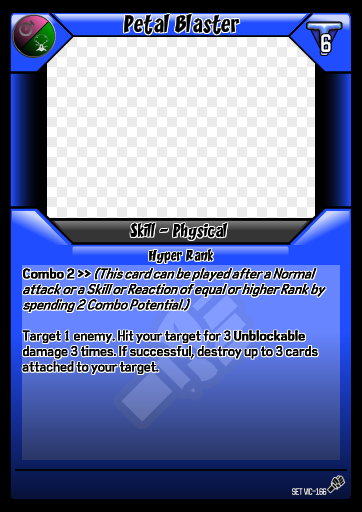 Petal Blaster
6
Skill - Physical
Hyper Rank
Combo 2 >> (This card can be played after a Normal
attack or a Skill or Reaction of equal or higher Rank by
spending 2 Combo Potential.)
Target 1 enemy. Hit your target for 3 Unblockable
damage 3 times. If successful, destroy up to 3 cards
attached to your target.
SET VIC-166